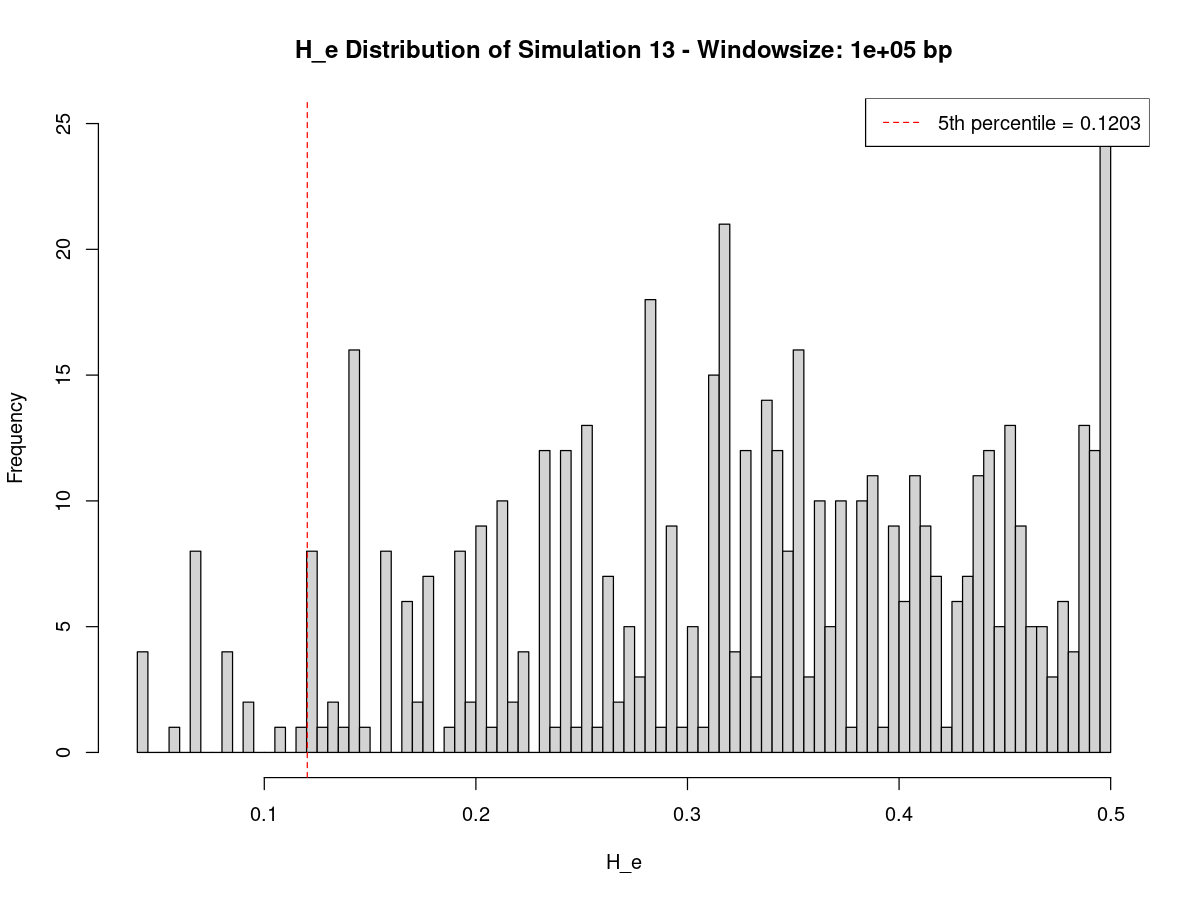 H_e Distribution of Simulation 13 - Windowsize: 1e+05 bp
5th percentile = 0.1203
Frequency
25
20
15
10
5
0
0.1 0.2 0.3 0.4 0.5
H_e